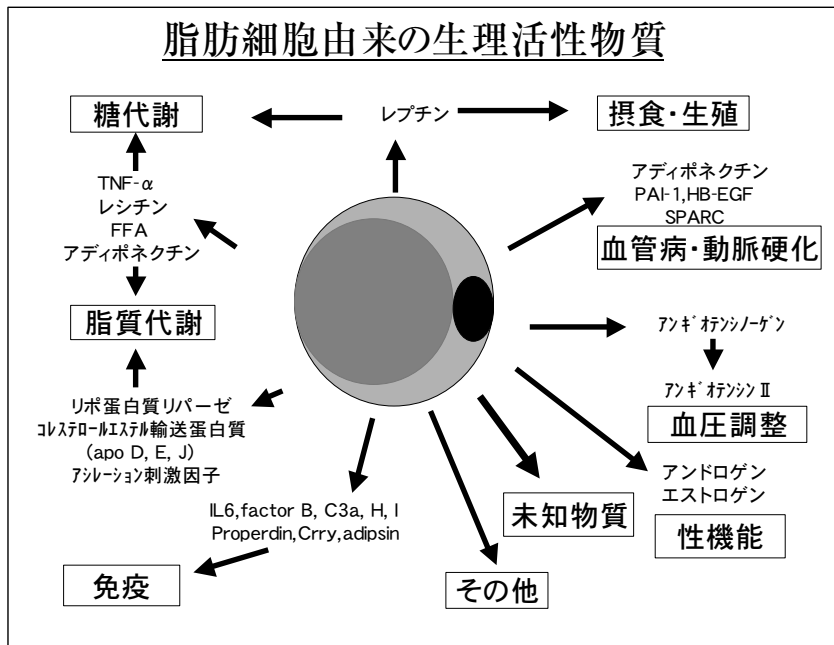 脂肪細胞由来の生理活性物質
糖代謝
レプチン
摂食・生殖
TNF-α
レシチン
FFA
アディポネクチン
アディポネクチン
PAI-1,HB-EGF
SPARC
血管病・動脈硬化
脂質代謝
ｱﾝｷﾞｵﾃﾝｼﾉｰｹﾞﾝ
ｱﾝｷﾞｵﾃﾝｼﾝⅡ
血圧調整
リポ蛋白質リパーゼ
ｺﾚｽﾃﾛｰﾙｴｽﾃﾙ輸送蛋白質
(apo D, E, J)
ｱｼﾚｰｼｮﾝ刺激因子
アンドロゲン
エストロゲン
性機能
IL6,factor B, C3a, H, I
Properdin,Crry,adipsin
未知物質
免疫
その他